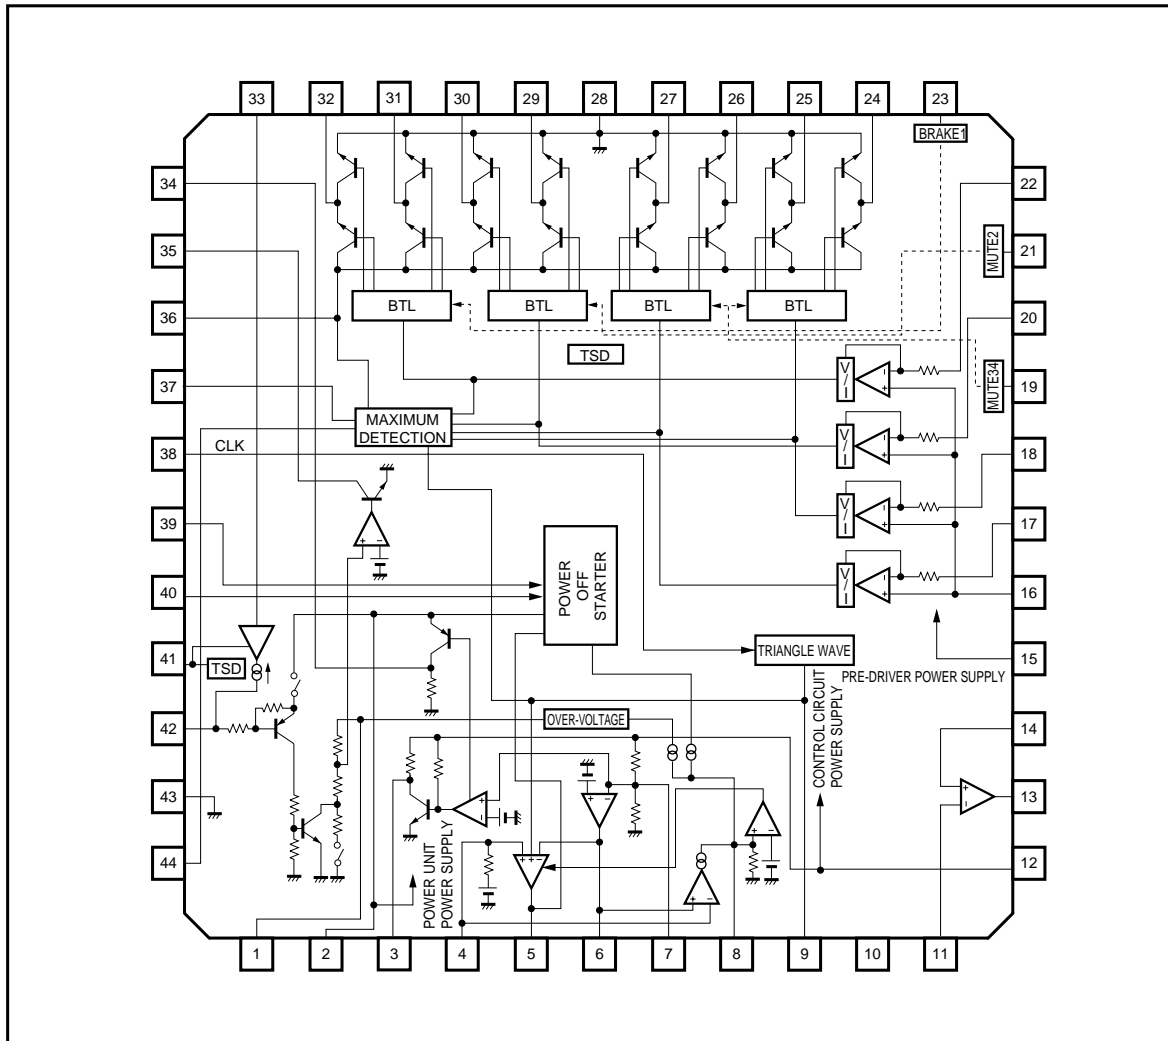 33 32 31 30 29 28 27 26 25 24 23
BRAKE1
34
22
35
MUTE2
21
BTL BTL BTL BTL
36
20
TSD
37
V/I
MUTE34
19
MAXIMUM
DETECTION
38
CLK
V/I
18
39
V/I
17
POWER
OFF
STARTER
40
V/I
16
41
TSD
TRIANGLE WAVE
15
PRE-DRIVER POWER SUPPLY
42
OVER-VOLTAGE
CONTROL CIRCUIT
POWER SUPPLY
14
43
13
44
POWER UNIT
POWER SUPPLY
12
1 2 3 4 5 6 7 8 9 10 11